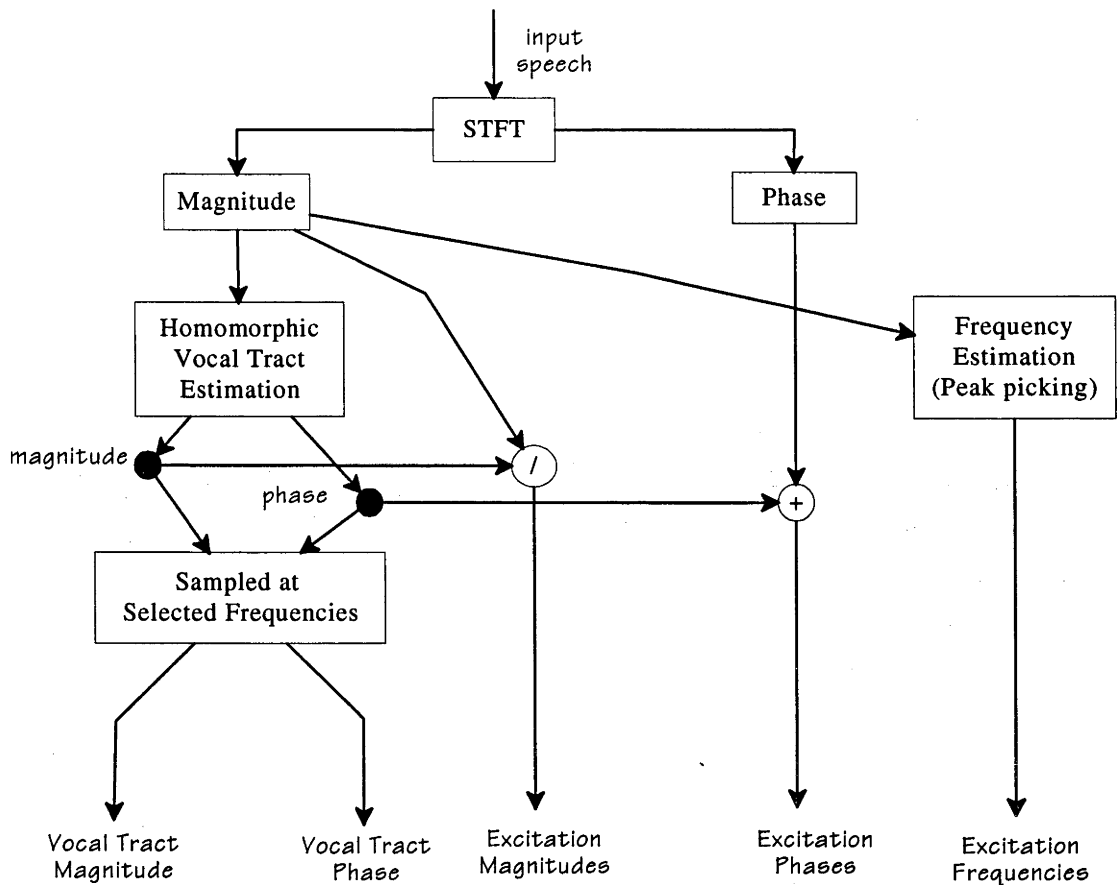 input
speech
STFT
Magnitude
Phase
Homomorphic
Vocal Tract
Estimation
Frequency
Estimation
(Peak picking)
magnitude
/
phase
+
Sampled at
Selected Frequencies
Vocal Tract
Magnitude
Vocal Tract
Phase
Excitation
Magnitudes
Excitation
Phases
Excitation
Frequencies